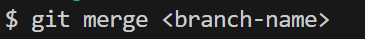 $ git merge <branch-name>